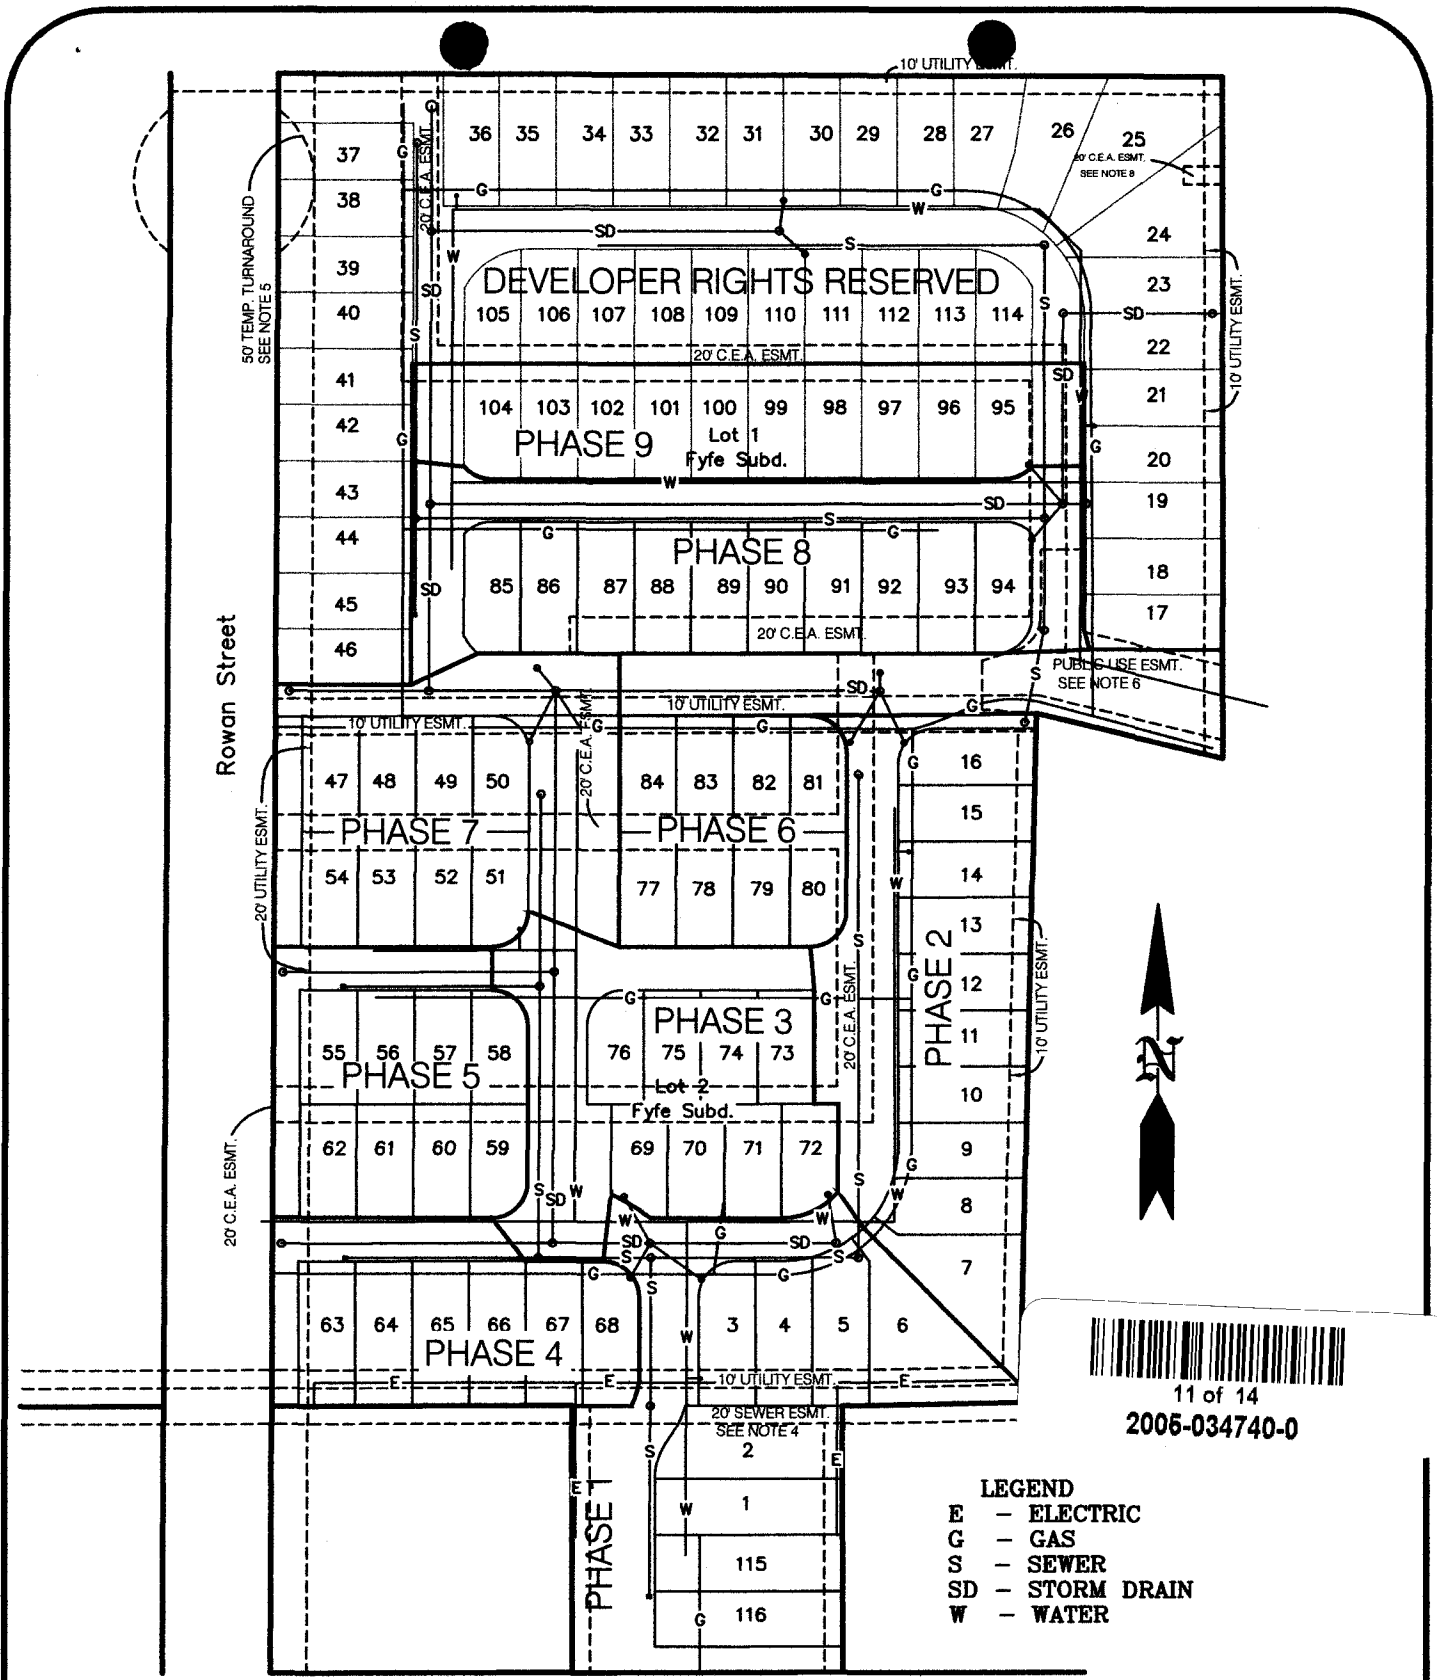 10' UTILITY ESMT.
36 35 34 33 32 31 30 29 28 27 26 25
20' C.E.A. ESMT.
SEE NOTE 8
37
38
39
40
41
42
43
44
45
46
G
20' C.E.A. ESMT.
50' TEMP. TURNAROUND
SEE NOTE 5
G G
W
SD
S
W
SD
S
S
G
SD
24
23
SD
22
21
20
19
18
17
10' UTILITY ESMT.
DEVELOPER RIGHTS RESERVED
105 106 107 108 109 110 111 112 113 114
20' C.E.A. ESMT.
SD
W
G
104 103 102 101 100 99 98 97 96 95
PHASE 9
Lot 1
Fyfe Subd.
W
SD
S
G G
PHASE 8
85 86 87 88 89 90 91 92 93 94
20' C.E.A. ESMT.
PUBLIC USE ESMT.
SEE NOTE 6
S
SD
Rowan Street
10' UTILITY ESMT.
10' UTILITY ESMT.
G G G
20' C.E.A. ESMT.
20' UTILITY ESMT.
47 48 49 50
PHASE 7
54 53 52 51
84 83 82 81
PHASE 6
77 78 79 80
G
16
15
14
13
12
11
10
9
8
7
W
S
G
PHASE 2
10' UTILITY ESMT.
20' C.E.A. ESMT.
G G
PHASE 3
76 75 74 73
Lot 2
Fyfe Subd.
69 70 71 72
55 56 57 58
PHASE 5
62 61 60 59
20' C.E.A. ESMT.
S SD W
S
G
W
W W
SD G SD
S S
S
G G
63 64 65 66 67 68
PHASE 4
3 4 5 6
W
E E E
10' UTILITY ESMT.
20' SEWER ESMT.
SEE NOTE 4
2
S
E
E
PHASE 1
1
W
115
116
G
N
11 of 14
2006-034740-0
LEGEND
E – ELECTRIC
G – GAS
S – SEWER
SD – STORM DRAIN
W – WATER